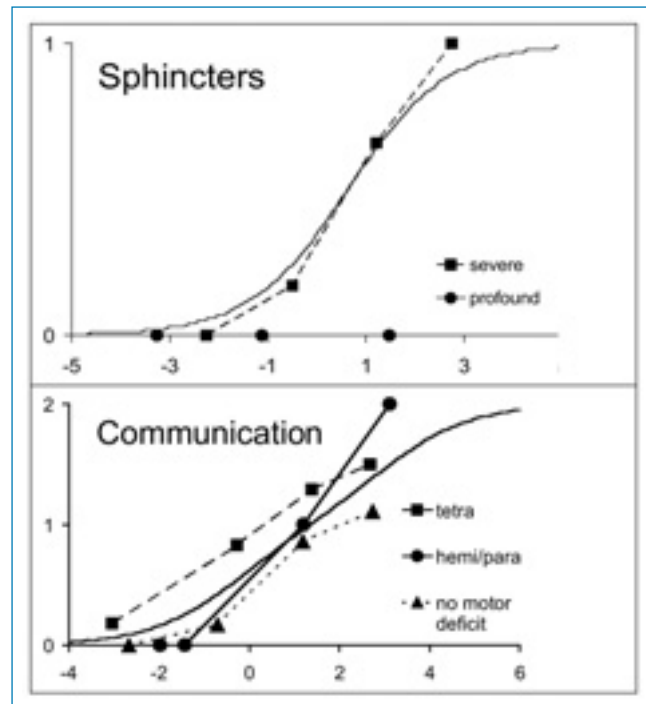 1
Sphincters
severe
profound
0
-5 -3 -1 1 3
2
Communication
1
tetra
hemi/para
no motor
deficit
0
-4 -2 0 2 4 6